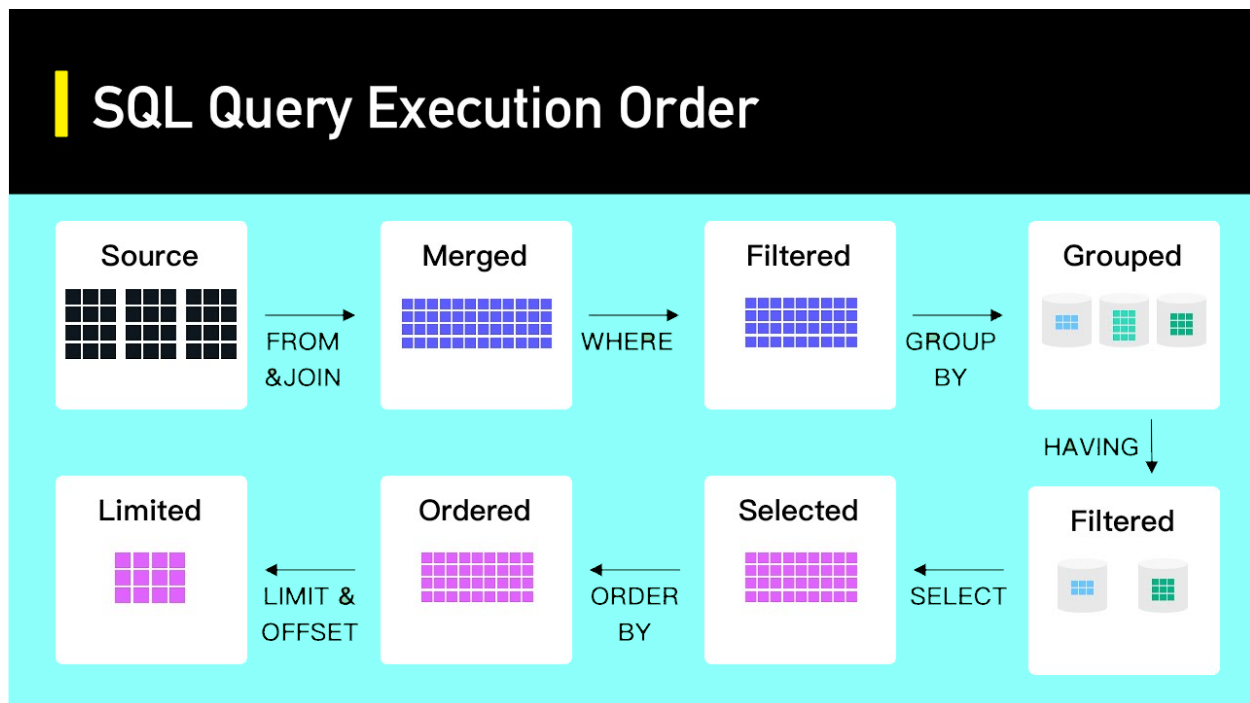 SQL Query Execution Order
Source
FROM
&JOIN
Merged
WHERE
Filtered
GROUP
BY
Grouped
HAVING
Filtered
SELECT
Selected
ORDER
BY
Ordered
LIMIT &
OFFSET
Limited